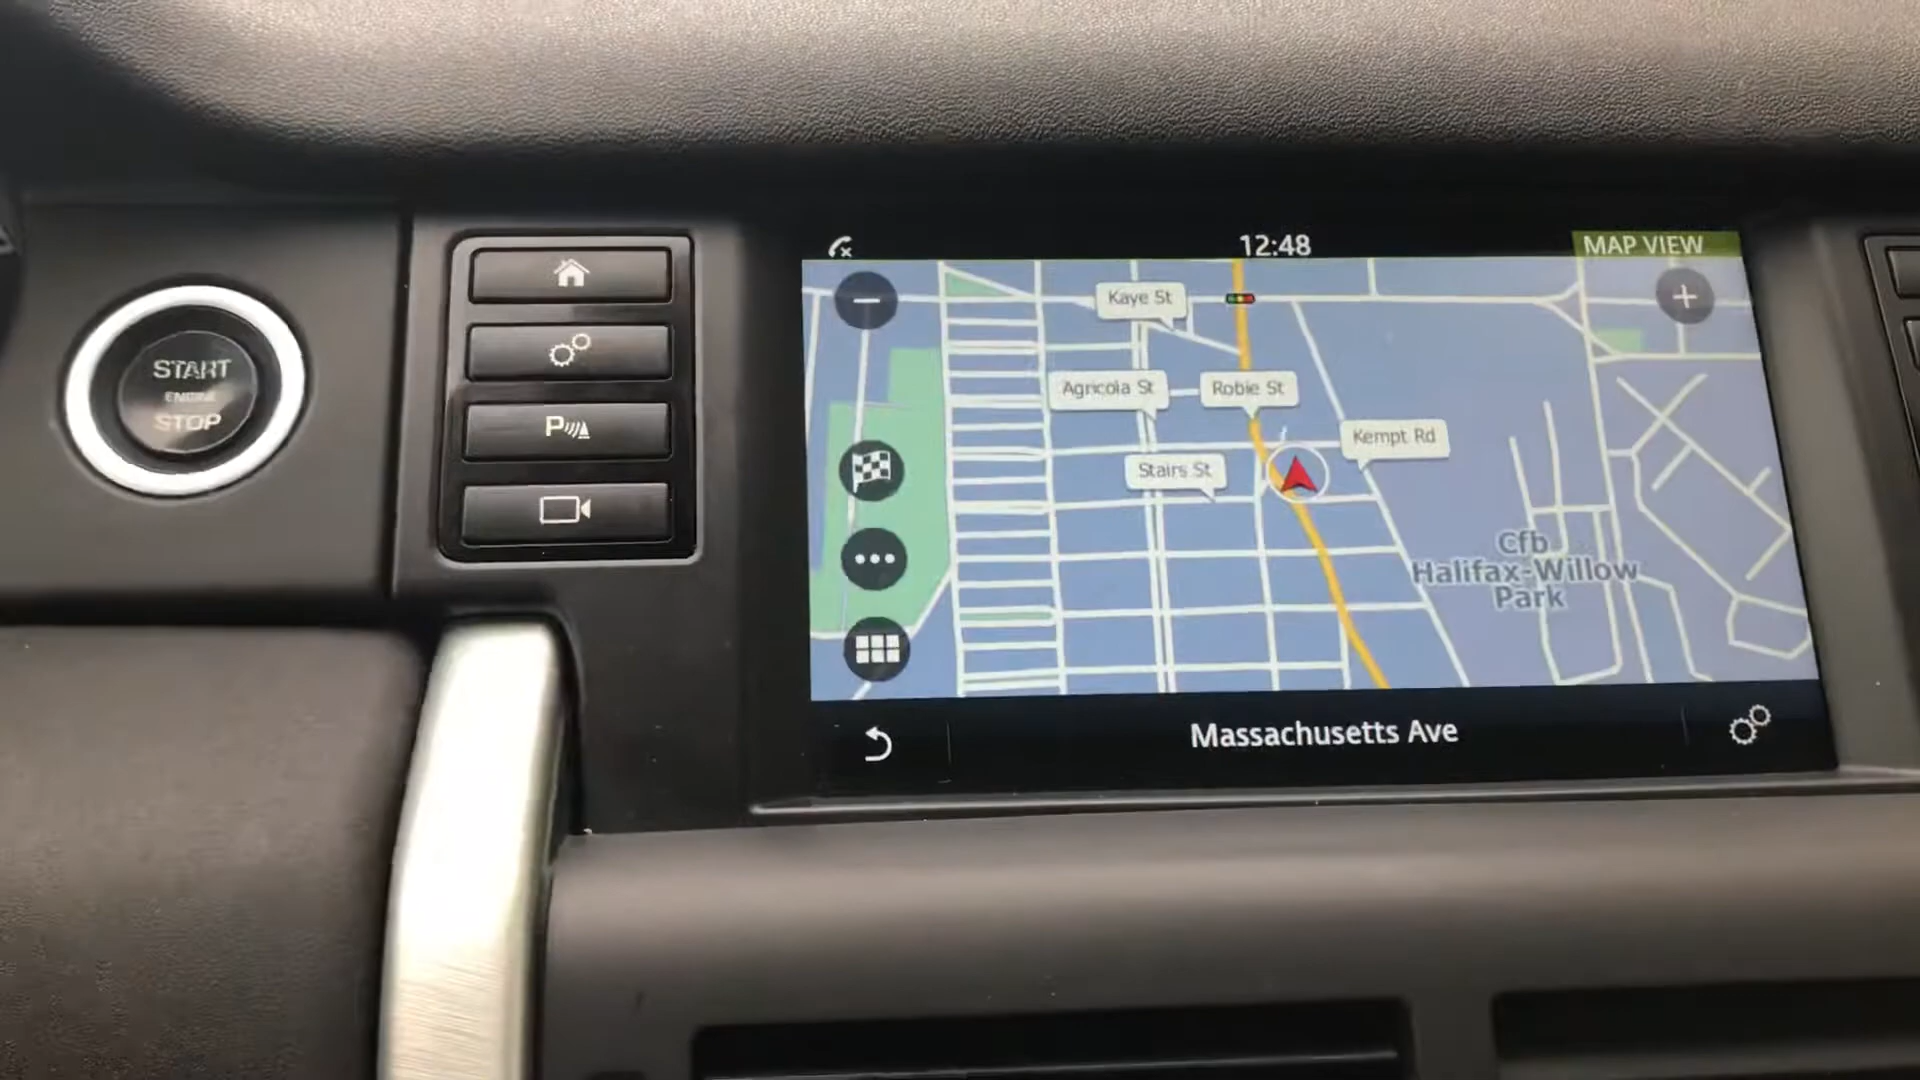 START
ENGINE
STOP
P
12:48
MAP VIEW
Kaye St
Agricola St
Robie St
Kempt Rd
Stairs St
Cfb
Halifax-Willow
Park
Massachusetts Ave